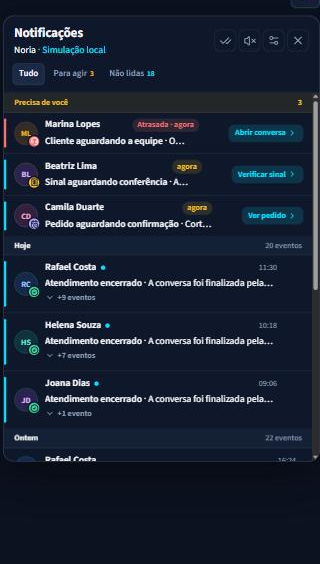 Notificações
Noria · Simulação local
Tudo Para agir 3 Não lidas 18
Precisa de você 3
ML Marina Lopes Atrasada · agora
Cliente aguardando a equipe · O... Abrir conversa
BL Beatriz Lima agora
Sinal aguardando conferência · A... Verificar sinal
CD Camila Duarte agora
Pedido aguardando confirmação · Cort... Ver pedido
Hoje 20 eventos
RC Rafael Costa 11:30
Atendimento encerrado · A conversa foi finalizada pela...
+9 eventos
HS Helena Souza 10:18
Atendimento encerrado · A conversa foi finalizada pela...
+7 eventos
JD Joana Dias 09:06
Atendimento encerrado · A conversa foi finalizada pela...
+1 evento
Ontem 22 eventos
Rafael Costa